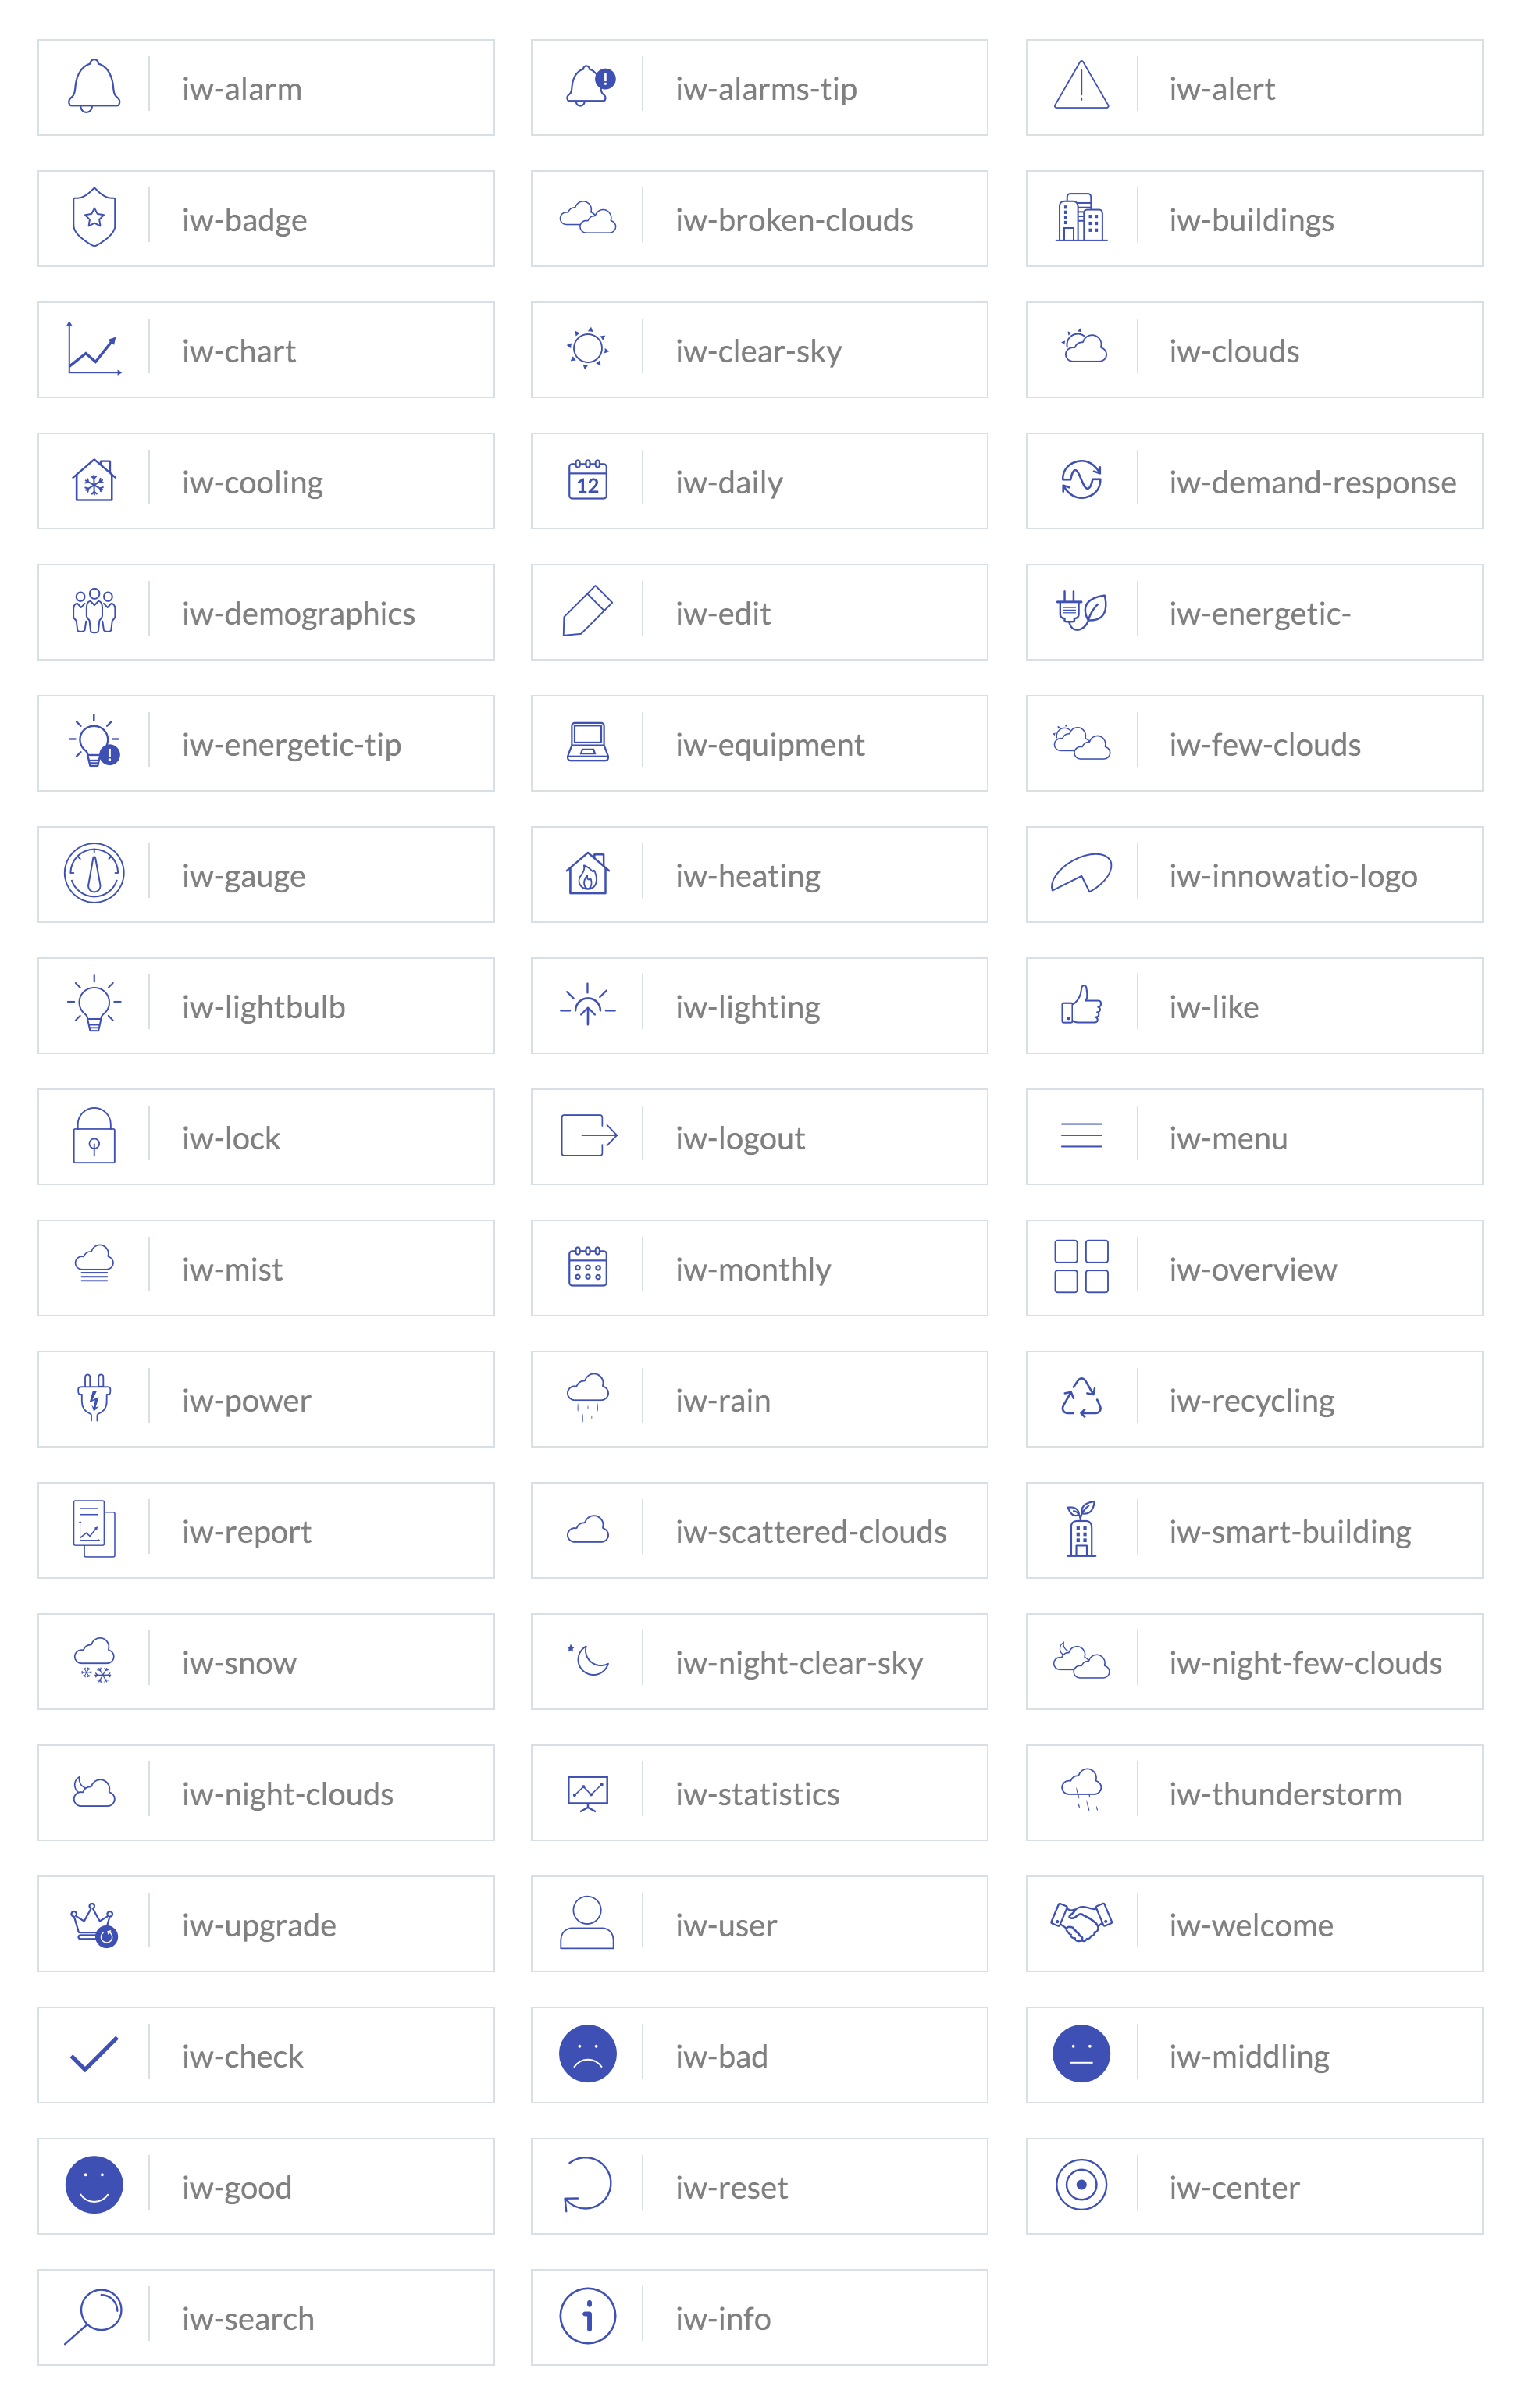 iw-alarm
iw-alarms-tip
iw-alert
iw-badge
iw-broken-clouds
iw-buildings
iw-chart
iw-clear-sky
iw-clouds
iw-cooling
12
iw-daily
iw-demand-response
iw-demographics
iw-edit
iw-energetic-
iw-energetic-tip
iw-equipment
iw-few-clouds
iw-gauge
iw-heating
iw-innowatio-logo
iw-lightbulb
iw-lighting
iw-like
iw-lock
iw-logout
iw-menu
iw-mist
iw-monthly
iw-overview
iw-power
iw-rain
iw-recycling
iw-report
iw-scattered-clouds
iw-smart-building
iw-snow
iw-night-clear-sky
iw-night-few-clouds
iw-night-clouds
iw-statistics
iw-thunderstorm
iw-upgrade
iw-user
iw-welcome
iw-check
iw-bad
iw-middling
iw-good
iw-reset
iw-center
iw-search
iw-info